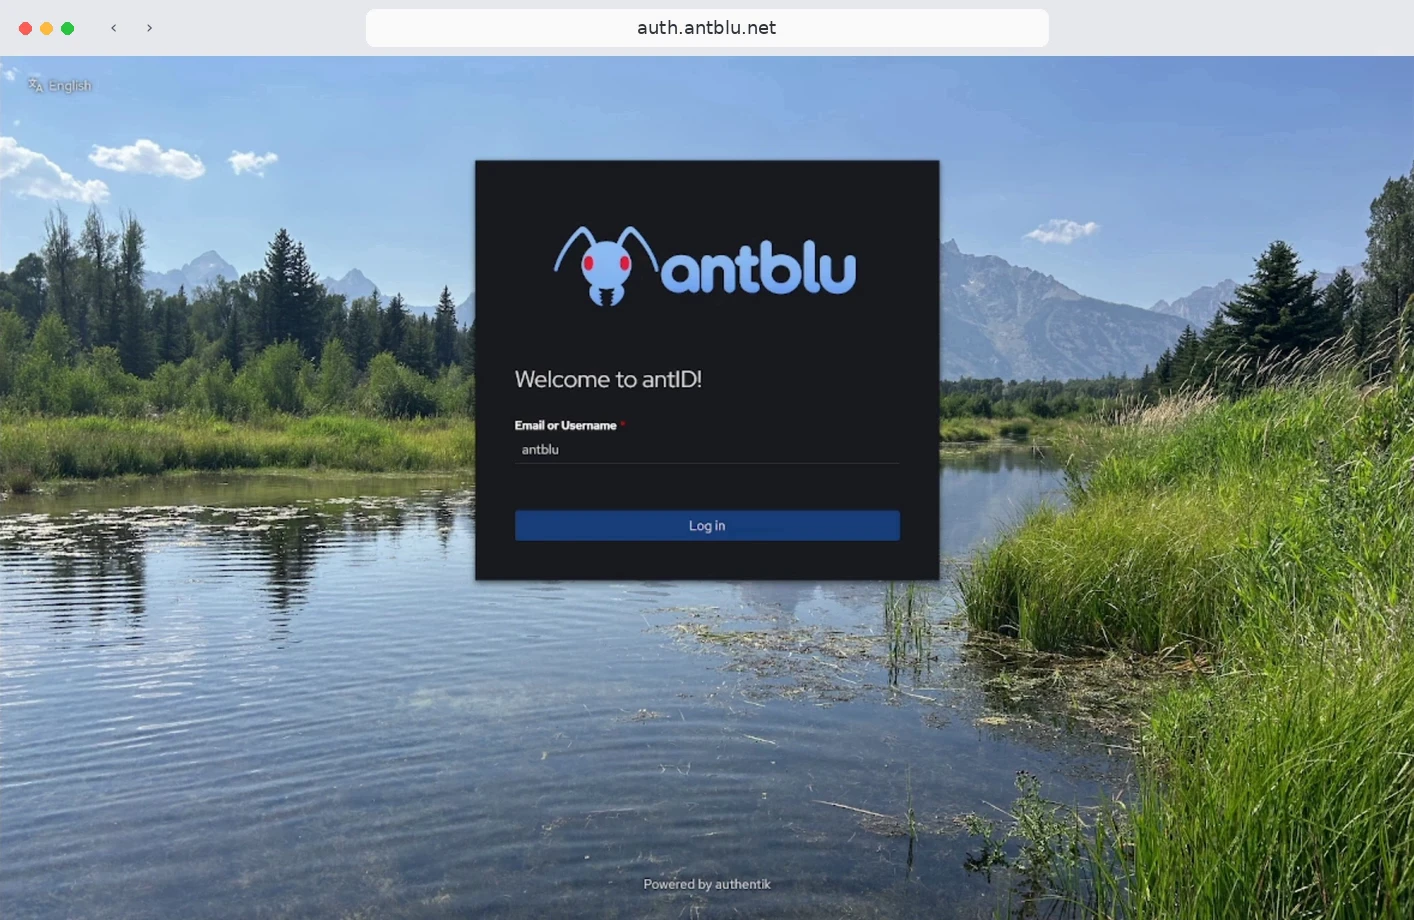 auth.antblu.net
English
antblu
Welcome to antID!
Email or Username *
antblu
Log in
Powered by authentik